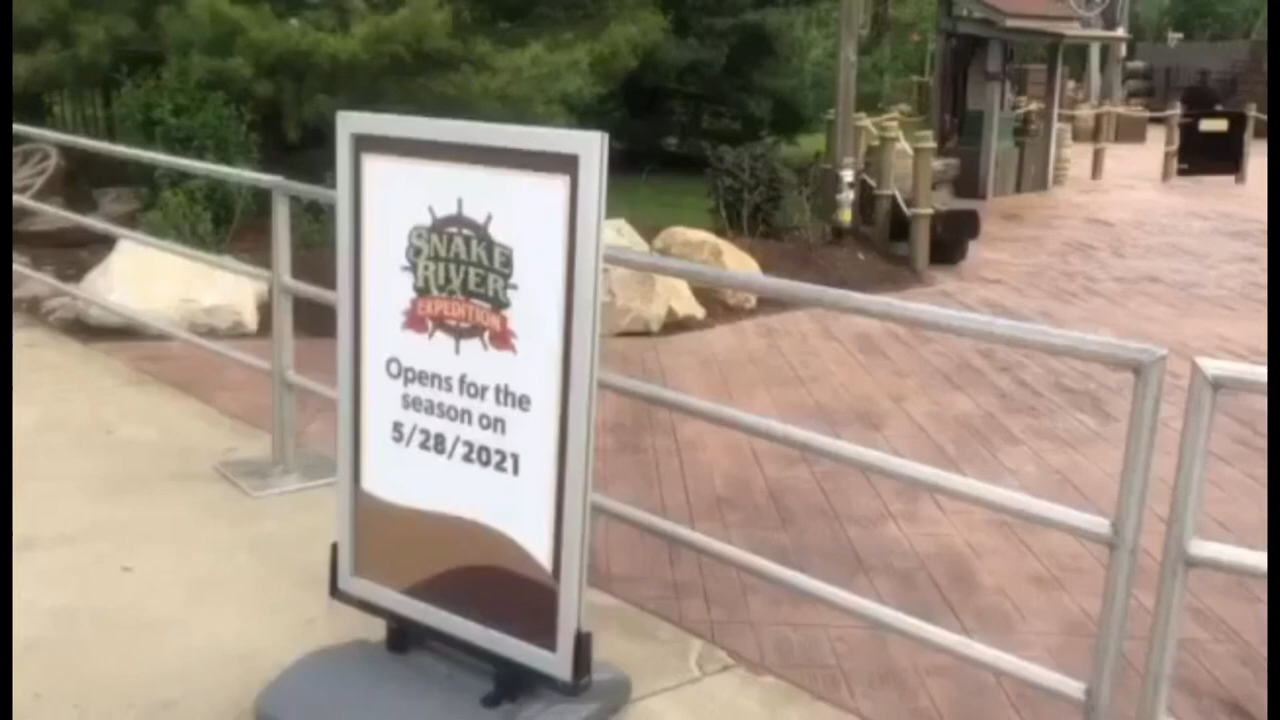 SNAKE
RIVER
EXPEDITION
Opens for the
season on
5/28/2021